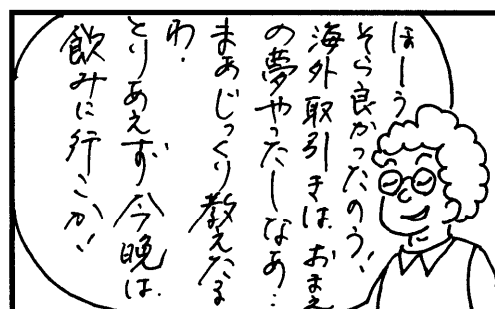 ほーう
そら良かったのう、
海外取引きは、おまえ
の夢やったしなあ…
まあじっくり教えたる
わ.
とりあえず今晩は、
飲みに行こか、